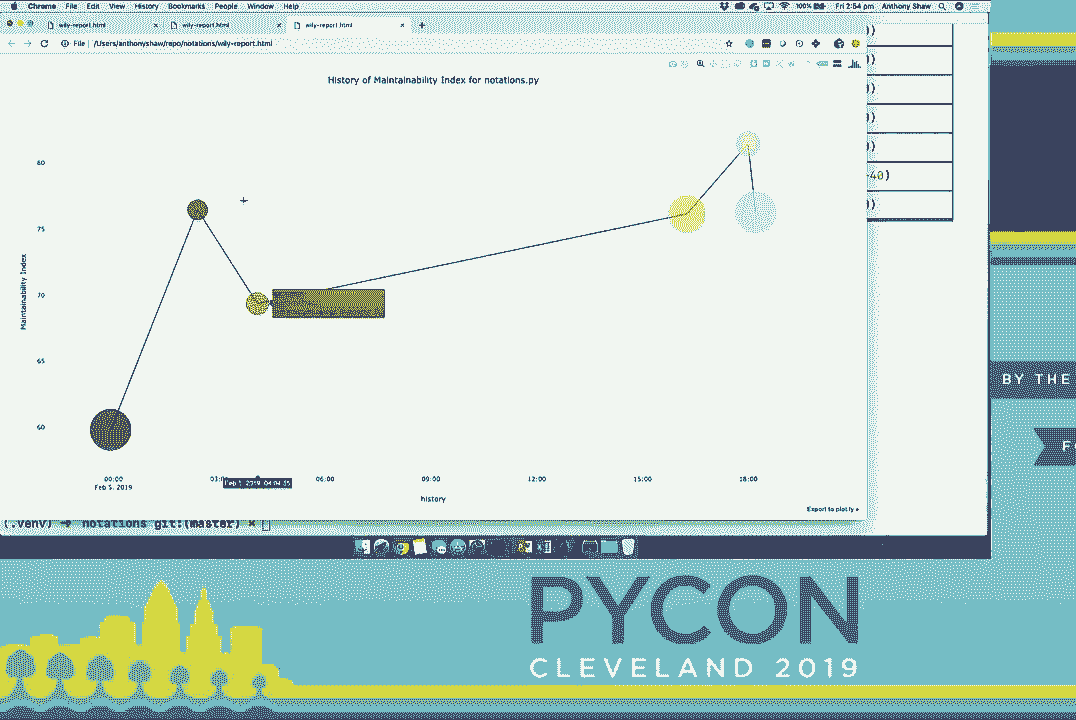 Chrome File Edit View History Bookmarks People Window Help 100% Fri 2:54 pm Anthony Shaw
wily-report.html × wily-report.html × wily-report.html × +
File | /Users/anthonyshaw/repo/notations/wily-report.html
History of Maintainability Index for notations.py
80
75
70
65
60
Maintainability Index
00:00 03: 06:00 09:00 12:00 15:00 18:00
Feb 5, 2019
history
Export to plot.ly »
)
)
)
)
)
40)
)
(.venv) ➜ notations git:(master) ×
BY THE
F
PYCON
CLEVELAND 2019